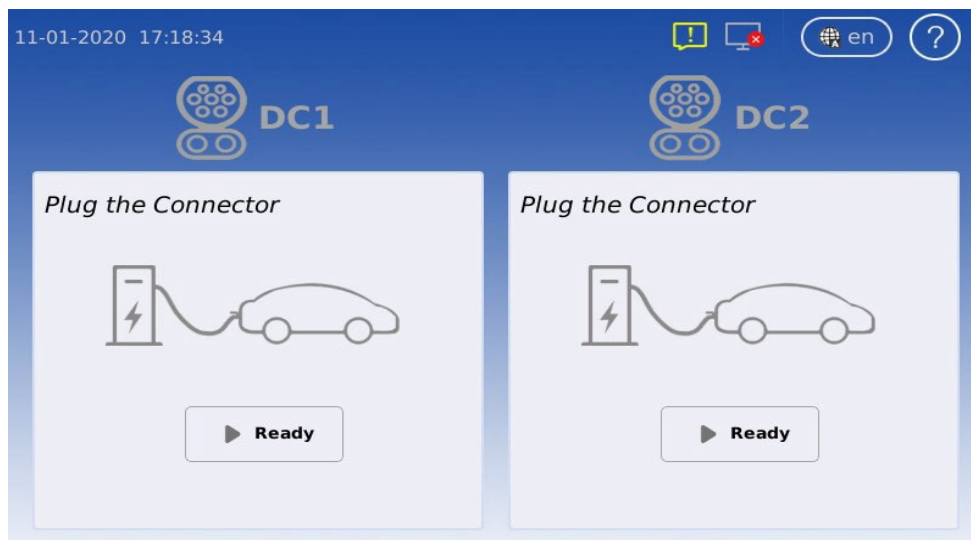 11-01-2020 17:18:34
! en ?
DC1
DC2
Plug the Connector
Plug the Connector
Ready
Ready